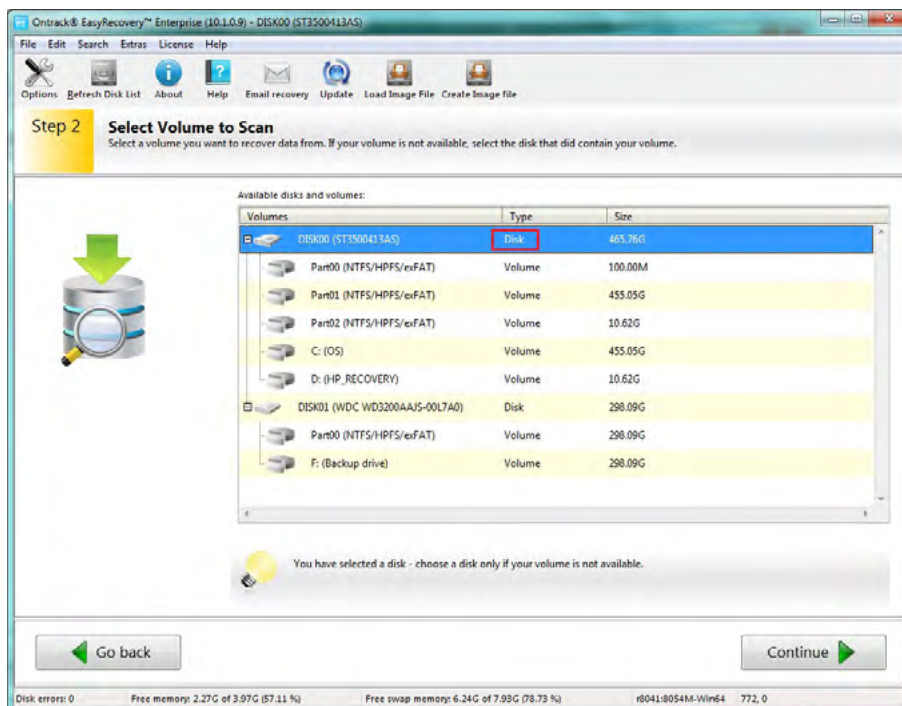 Ontrack® EasyRecovery™ Enterprise (10.1.0.9) - DISK00 (ST3500413AS)
File Edit Search Extras License Help
Options Refresh Disk List About Help Email recovery Update Load Image File Create Image file
Step 2
Select Volume to Scan
Select a volume you want to recover data from. If your volume is not available, select the disk that did contain your volume.
Available disks and volumes:
Volumes Type Size
DISK00 (ST3500413AS) Disk 465.76G
Part00 (NTFS/HPFS/exFAT) Volume 100.00M
Part01 (NTFS/HPFS/exFAT) Volume 455.05G
Part02 (NTFS/HPFS/exFAT) Volume 10.62G
C: (OS) Volume 455.05G
D: (HP_RECOVERY) Volume 10.62G
DISK01 (WDC WD3200AAJS-00L7A0) Disk 298.09G
Part00 (NTFS/HPFS/exFAT) Volume 298.09G
F: (Backup drive) Volume 298.09G
You have selected a disk - choose a disk only if your volume is not available.
Go back
Continue
Disk errors: 0 Free memory: 2.27G of 3.97G (57.11 %) Free swap memory: 6.24G of 7.93G (78.73 %) r8041:8054M-Win64 772, 0